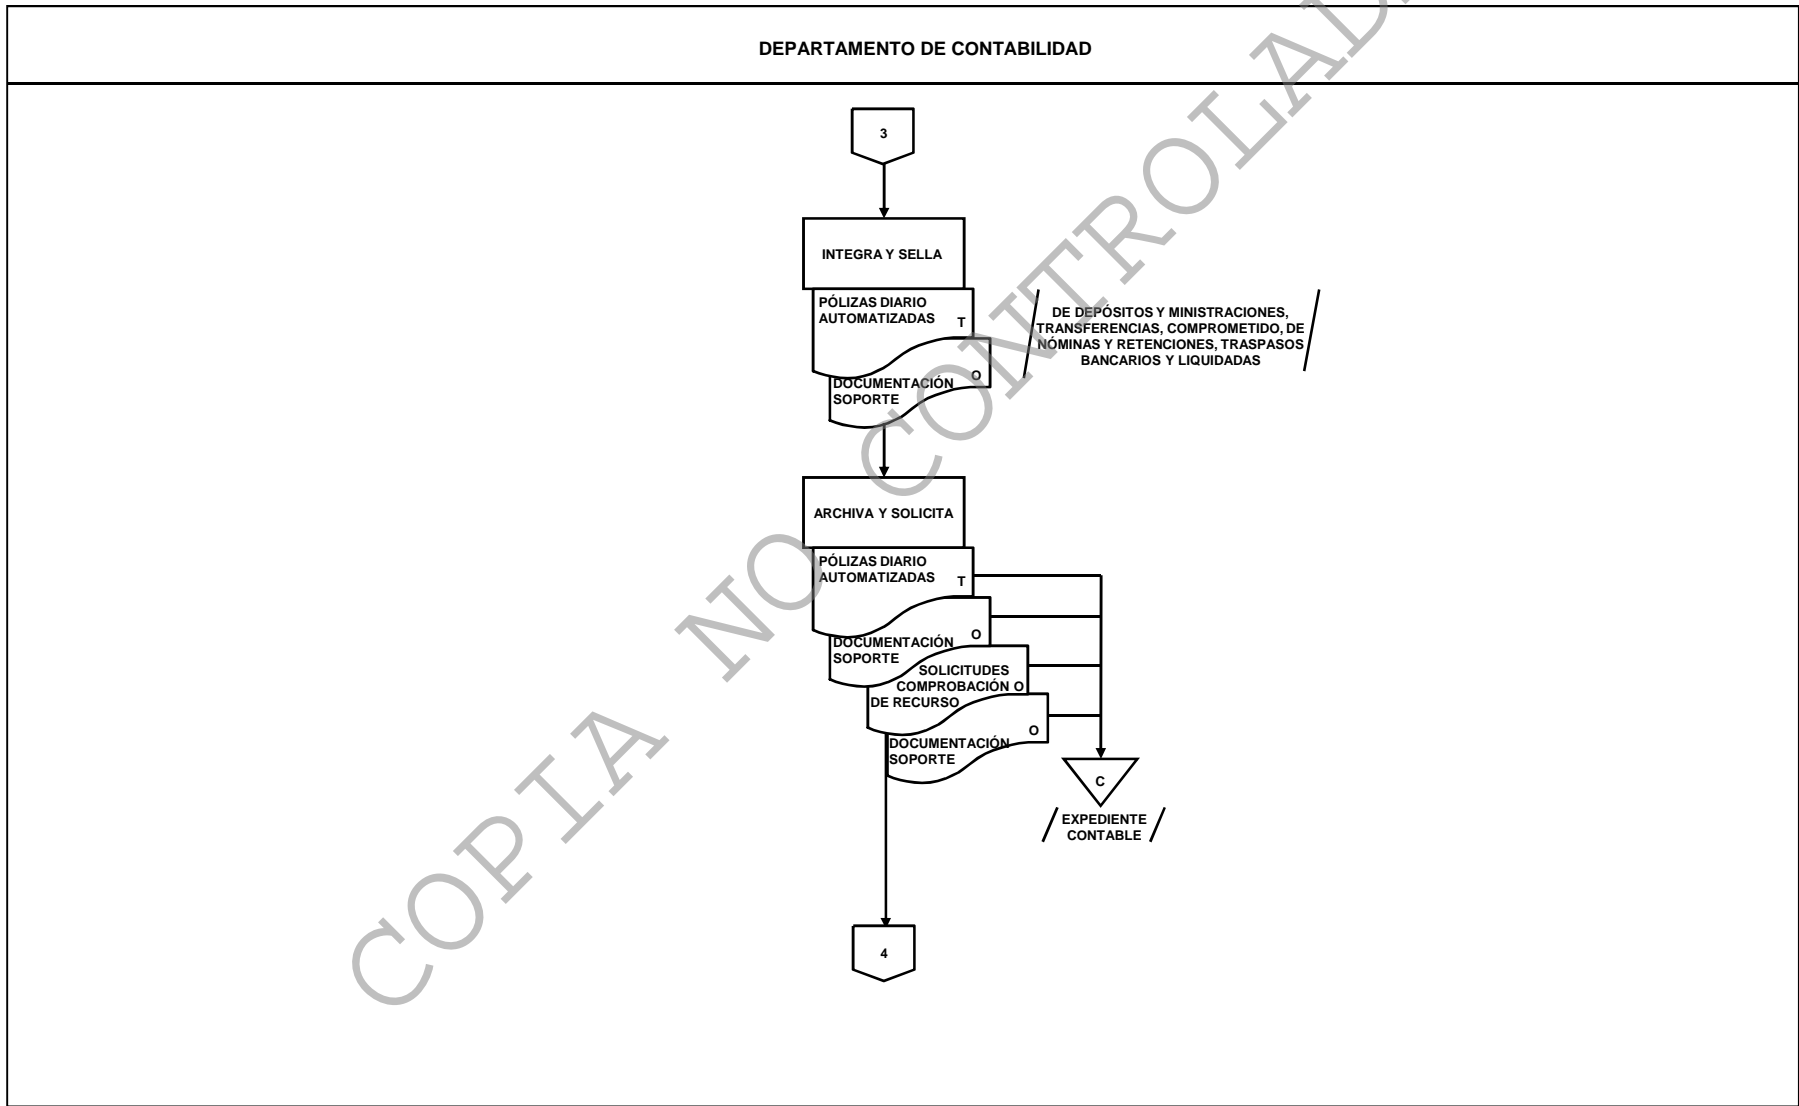 DEPARTAMENTO DE CONTABILIDAD
3
INTEGRA Y SELLA
PÓLIZAS DIARIO
AUTOMATIZADAS T
DOCUMENTACIÓN O
SOPORTE
DE DEPÓSITOS Y MINISTRACIONES,
TRANSFERENCIAS, COMPROMETIDO, DE
NÓMINAS Y RETENCIONES, TRASPASOS
BANCARIOS Y LIQUIDADAS
ARCHIVA Y SOLICITA
PÓLIZAS DIARIO
AUTOMATIZADAS T
DOCUMENTACIÓN O
SOPORTE
SOLICITUDES
COMPROBACIÓN O
DE RECURSO
DOCUMENTACIÓN O
SOPORTE
C
EXPEDIENTE
CONTABLE
4
COPIA NO CONTROLAD